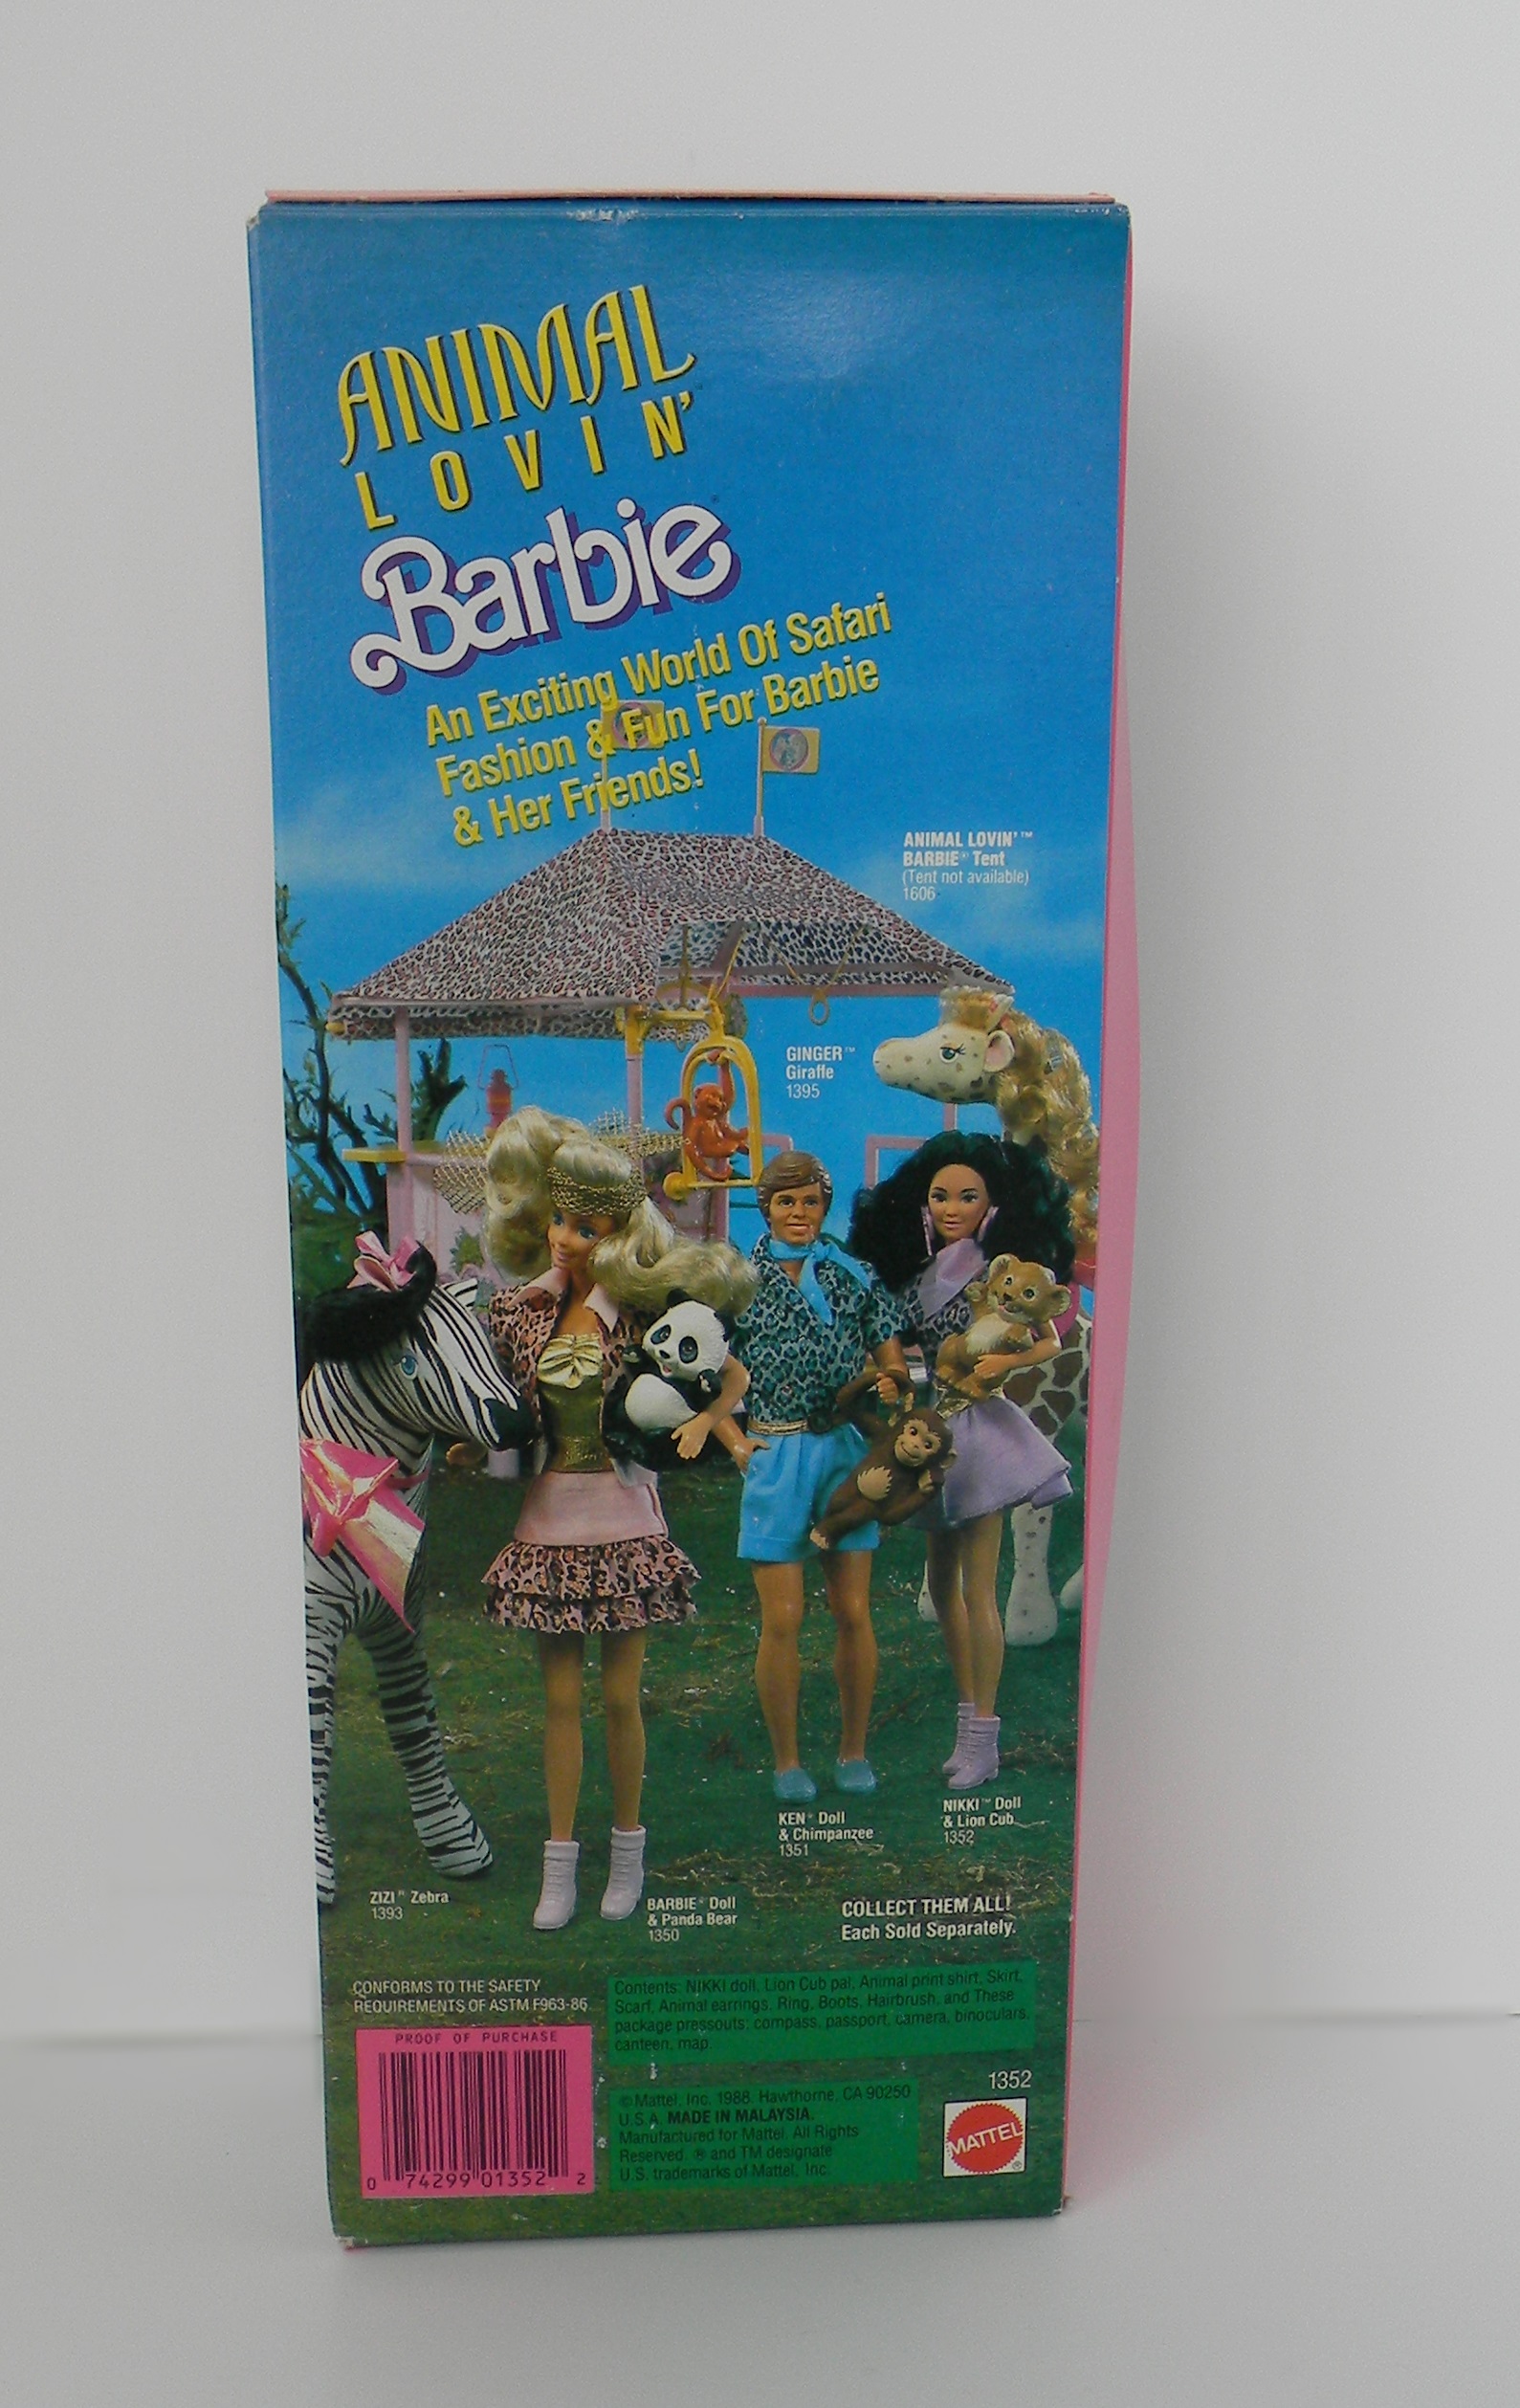 ANIMAL™
LOVIN'
Barbie®
An Exciting World Of Safari
Fashion & Fun For Barbie
& Her Friends!
ANIMAL LOVIN'™
BARBIE® Tent
(Tent not available)
1606
GINGER™
Giraffe
1395
KEN® Doll
& Chimpanzee
1351
NIKKI™ Doll
& Lion Cub
1352
ZIZI™ Zebra
1393
BARBIE® Doll
& Panda Bear
1350
COLLECT THEM ALL!
Each Sold Separately.
CONFORMS TO THE SAFETY
REQUIREMENTS OF ASTM F963-86.
Contents: NIKKI doll, Lion Cub pal, Animal print shirt, Skirt,
Scarf, Animal earrings, Ring, Boots, Hairbrush, and These
package pressouts: compass, passport, camera, binoculars,
canteen, map.
PROOF OF PURCHASE
0 74299 01352 2
© Mattel, Inc. 1988. Hawthorne, CA 90250
U.S.A. MADE IN MALAYSIA.
Manufactured for Mattel. All Rights
Reserved. ® and TM designate
U.S. trademarks of Mattel, Inc.
1352
MATTEL®